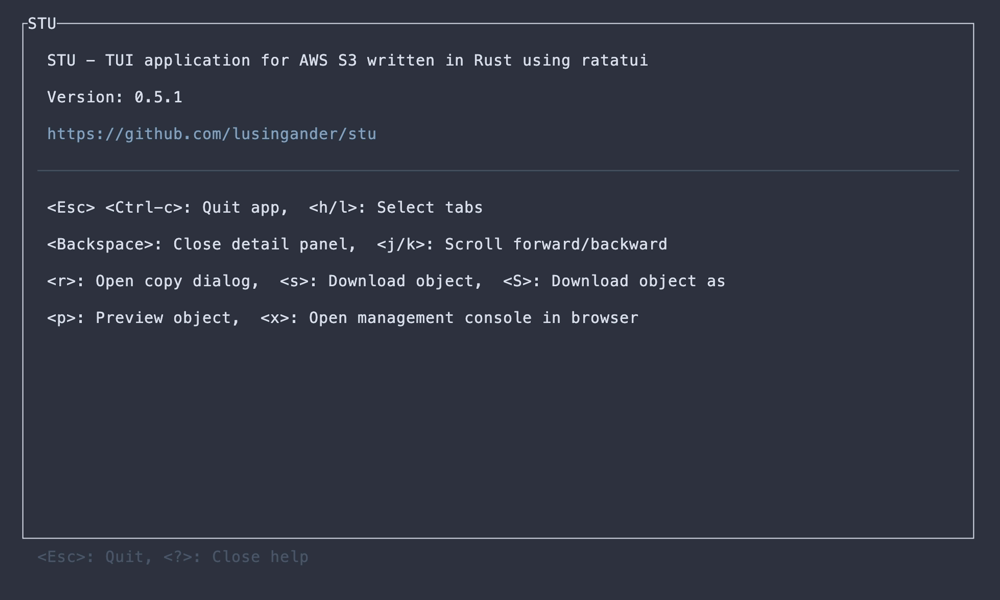 STU
STU - TUI application for AWS S3 written in Rust using ratatui
Version: 0.5.1
https://github.com/lusingander/stu
<Esc> <Ctrl-c>: Quit app,  <h/l>: Select tabs
<Backspace>: Close detail panel,  <j/k>: Scroll forward/backward
<r>: Open copy dialog,  <s>: Download object,  <S>: Download object as
<p>: Preview object,  <x>: Open management console in browser
<Esc>: Quit, <?>: Close help